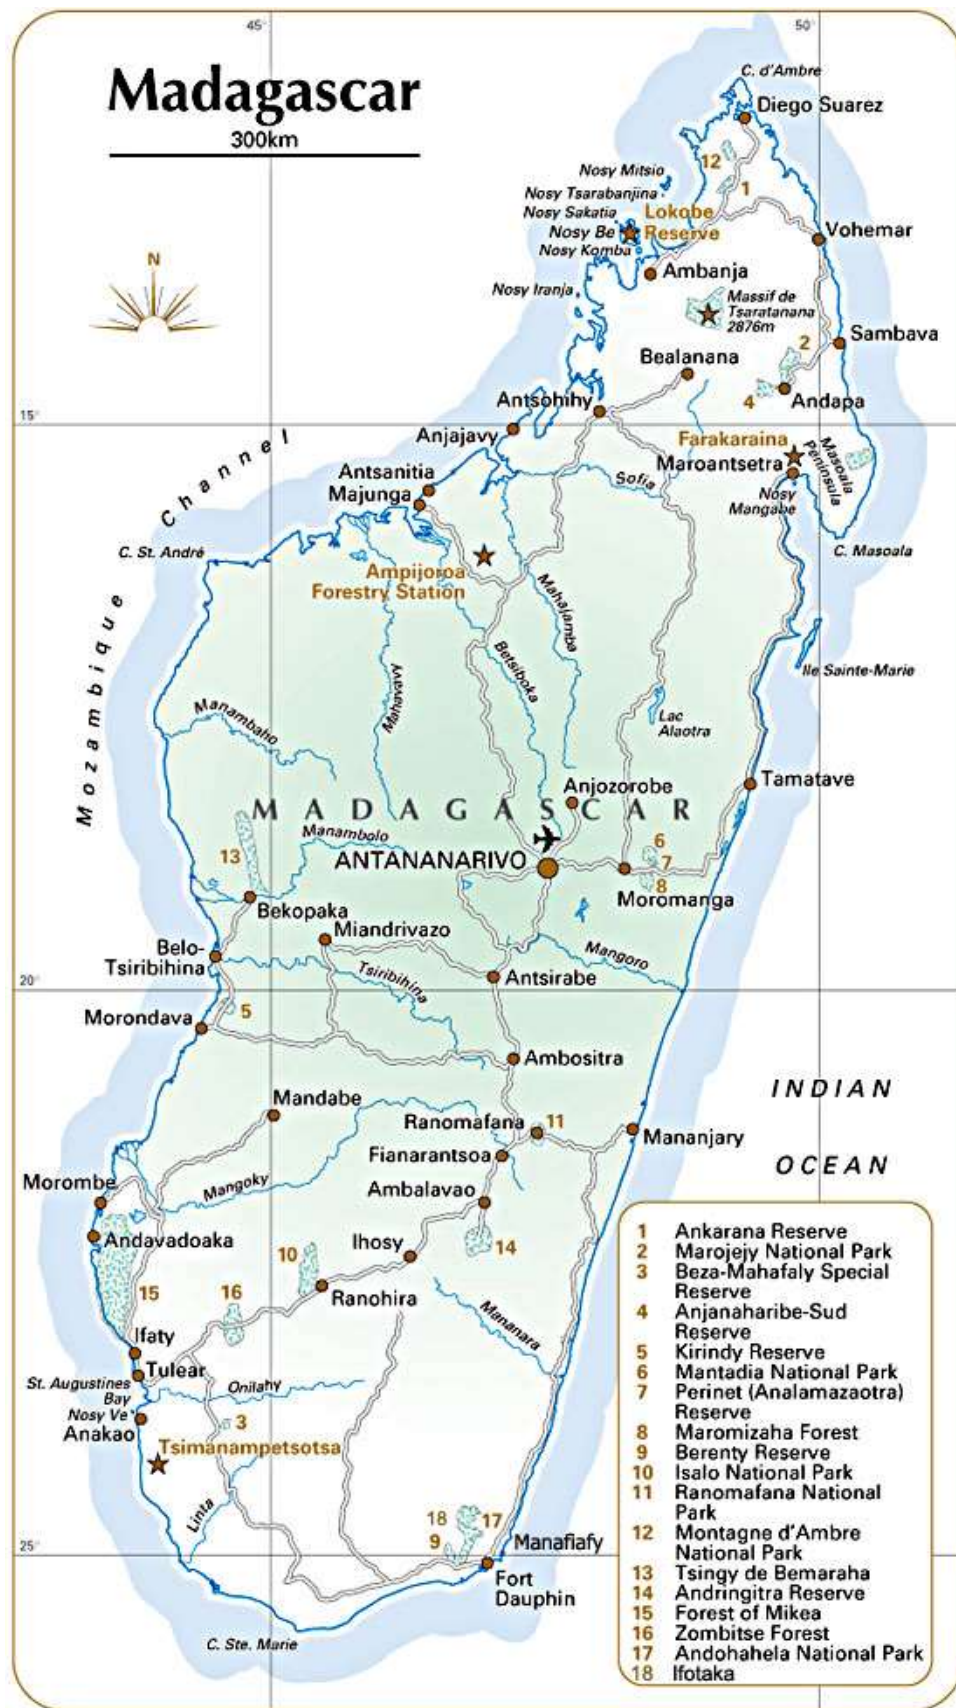 45°
50°
Madagascar
300km
N
C. d'Ambre
Diego Suarez
12
Nosy Mitsio
1
Nosy Tsarabanjina
Nosy Sakatia
Lokobe
Reserve
Nosy Be
Vohemar
Nosy Komba
Ambanja
Nosy Iranja
Massif de
Tsaratanana
2876m
Sambava
2
Bealanana
4
Andapa
Antsohihy
15°
Anjajavy
Farakaraina
Maroantsetra
Masoala
Peninsula
Antsanitia
Majunga
Sofia
Nosy
Mangabe
C. Masoala
C. St. André
Mozambique Channel
Ampijoroa
Forestry Station
Mahajamba
Betsiboka
Mahavavy
Ile Sainte-Marie
Manambaho
Lac
Alaotra
Tamatave
Anjozorobe
MADAGASCAR
Manambolo
13
ANTANANARIVO
6
7
8
Moromanga
Bekopaka
Miandrivazo
Belo-
Tsiribihina
Tsiribihina
Mangoro
Antsirabe
20°
5
Morondava
Ambositra
INDIAN
OCEAN
Mandabe
Ranomafana
11
Mananjary
Fianarantsoa
Morombe
Mangoky
Ambalavao
Andavadoaka
Ihosy
14
10
15
16
Ranohira
Mananara
Ifaty
Tulear
St. Augustines
Bay
Onilahy
Nosy Ve
Anakao
3
Tsimanampetsotsa
Linta
18
17
9
Manafiafy
25°
Fort
Dauphin
C. Ste. Marie
1 Ankarana Reserve
2 Marojejy National Park
3 Beza-Mahafaly Special
Reserve
4 Anjanaharibe-Sud
Reserve
5 Kirindy Reserve
6 Mantadia National Park
7 Perinet (Analamazaotra)
Reserve
8 Maromizaha Forest
9 Berenty Reserve
10 Isalo National Park
11 Ranomafana National
Park
12 Montagne d'Ambre
National Park
13 Tsingy de Bemaraha
14 Andringitra Reserve
15 Forest of Mikea
16 Zombitse Forest
17 Andohahela National Park
18 Ifotaka